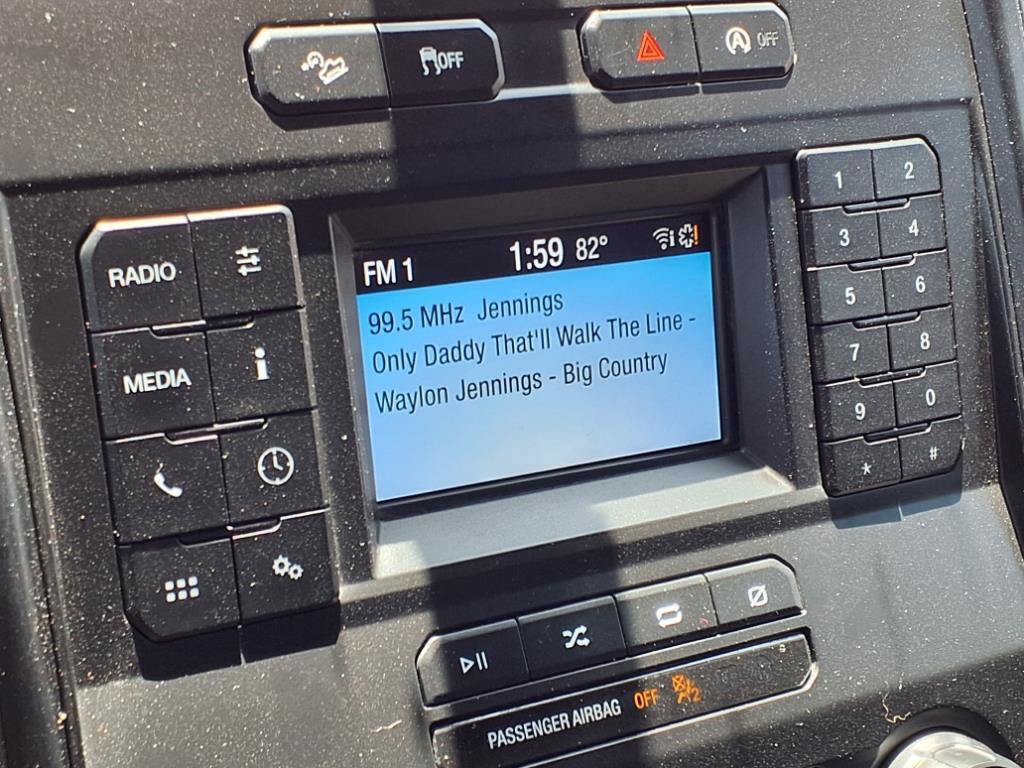 OFF
OFF
RADIO
MEDIA
i
FM 1 1:59 82° i !
99.5 MHz Jennings
Only Daddy That'll Walk The Line -
Waylon Jennings - Big Country
1 2
3 4
5 6
7 8
9 0
* #
PASSENGER AIRBAG OFF 2